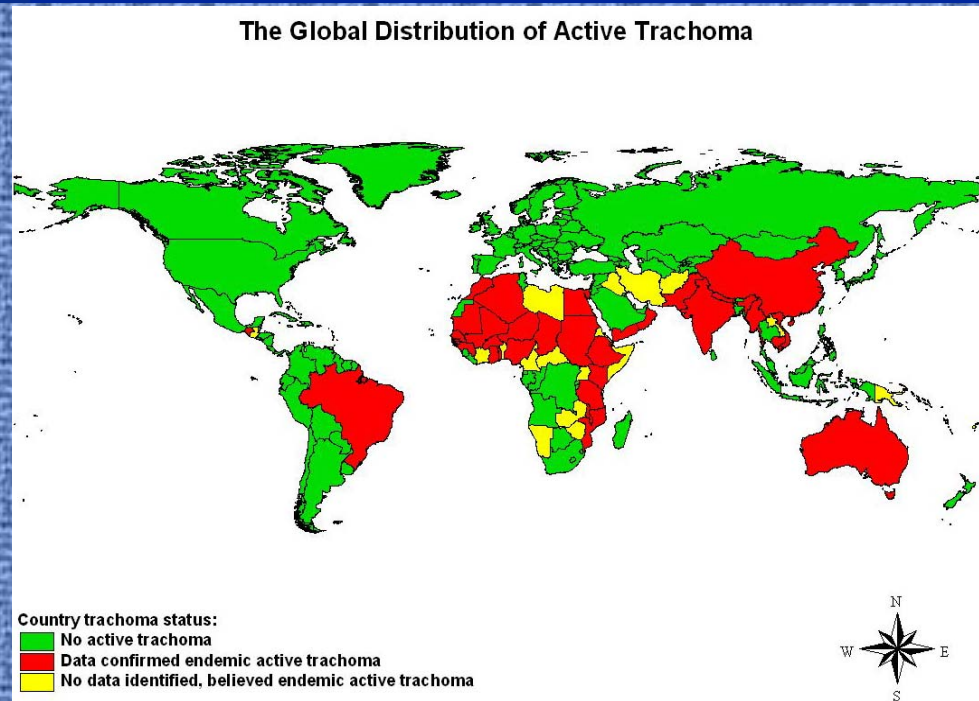 The Global Distribution of Active Trachoma
Country trachoma status:
No active trachoma
Data confirmed endemic active trachoma
No data identified, believed endemic active trachoma
N
W E
S